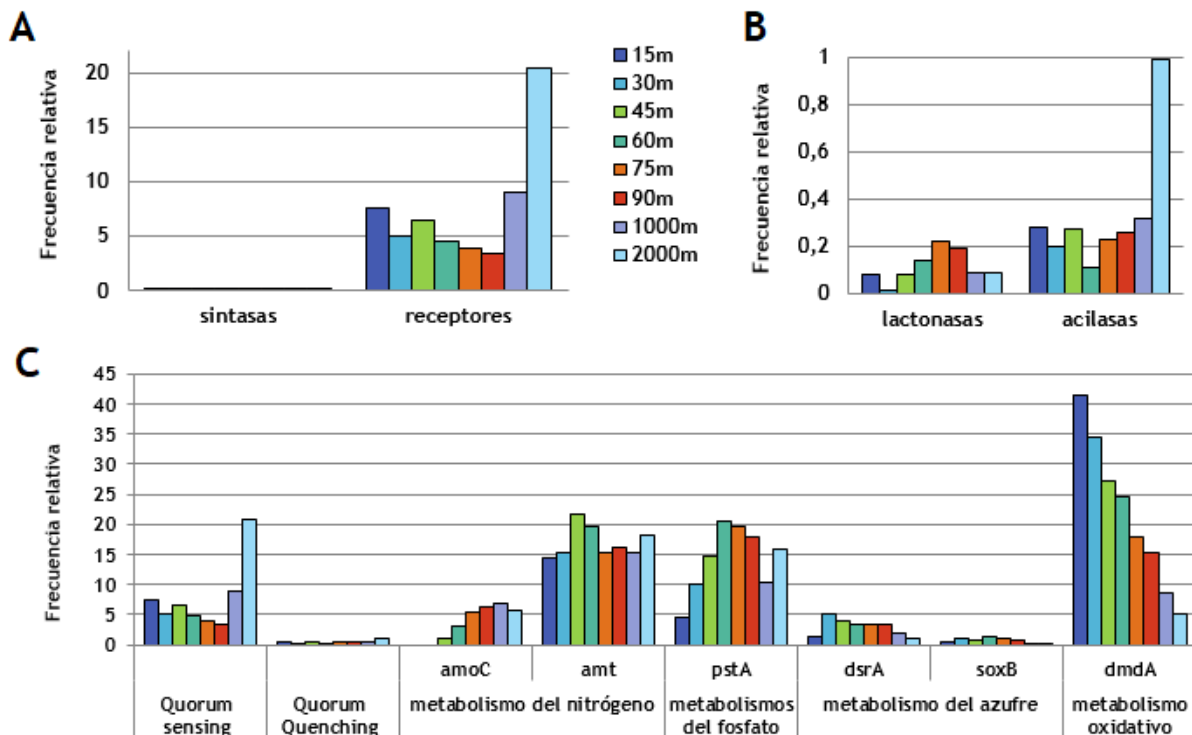 A
Frecuencia relativa
20
15
10
5
0
sintasas
receptores
15m
30m
45m
60m
75m
90m
1000m
2000m
B
Frecuencia relativa
1
0,8
0,6
0,4
0,2
0
lactonasas
acilasas
C
Frecuencia relativa
45
40
35
30
25
20
15
10
5
0
amoC
amt
pstA
dsrA
soxB
dmdA
Quorum
sensing
Quorum
Quenching
metabolismo del nitrógeno
metabolismos
del fosfato
metabolismo del azufre
metabolismo
oxidativo